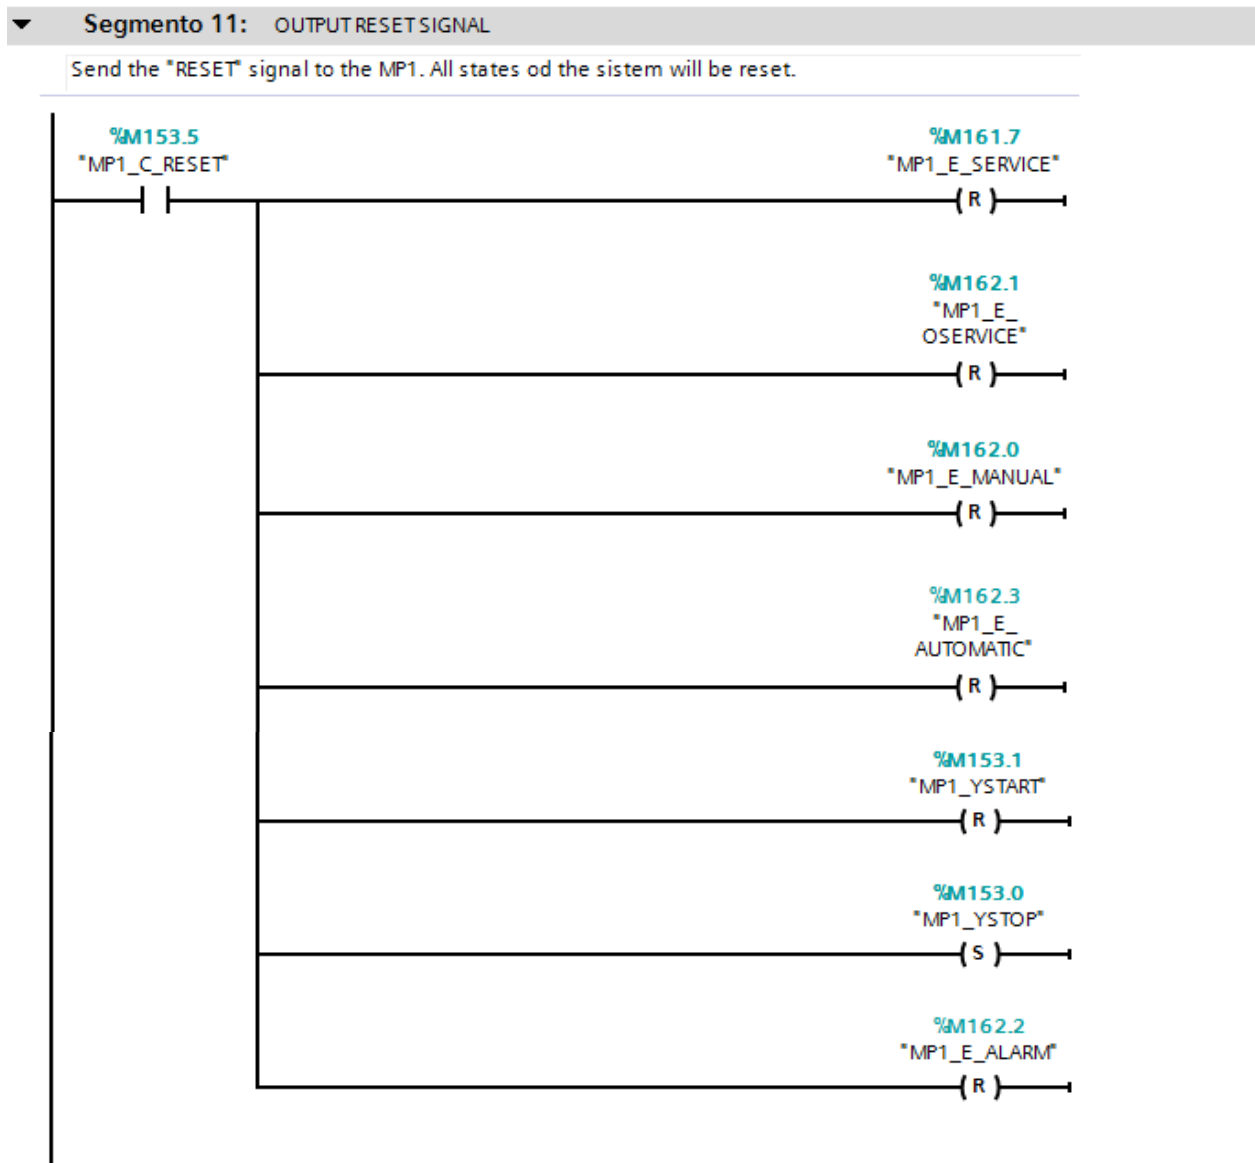 Segmento 11: OUTPUT RESET SIGNAL
Send the "RESET" signal to the MP1. All states od the sistem will be reset.
%M153.5
"MP1_C_RESET"
%M161.7
"MP1_E_SERVICE"
( R )
%M162.1
"MP1_E_
OSERVICE"
( R )
%M162.0
"MP1_E_MANUAL"
( R )
%M162.3
"MP1_E_
AUTOMATIC"
( R )
%M153.1
"MP1_YSTART"
( R )
%M153.0
"MP1_YSTOP"
( S )
%M162.2
"MP1_E_ALARM"
( R )